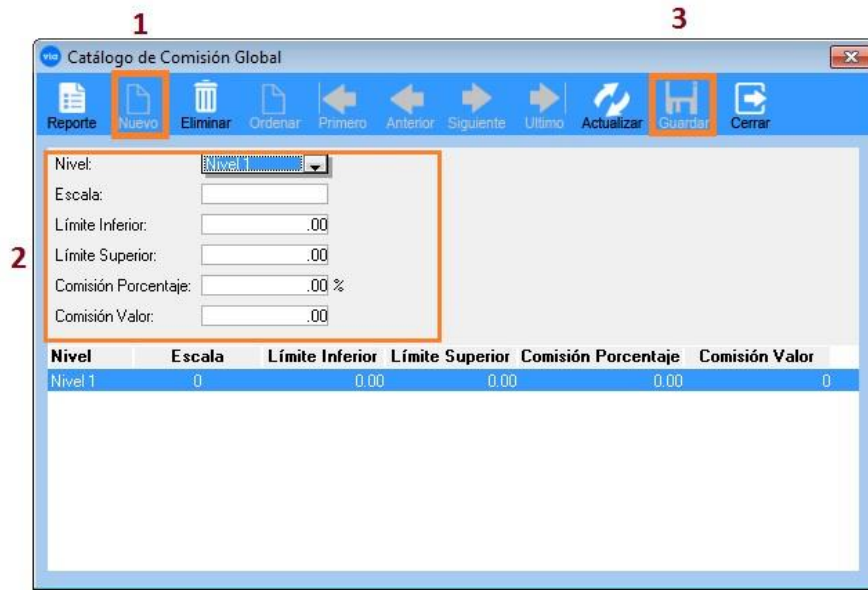 1
3
via Catálogo de Comisión Global
Reporte Nuevo Eliminar Ordenar Primero Anterior Siguiente Ultimo Actualizar Guardar Cerrar
2
Nivel: Nivel 1
Escala:
Límite Inferior: .00
Límite Superior: .00
Comisión Porcentaje: .00 %
Comisión Valor: .00
Nivel Escala Límite Inferior Límite Superior Comisión Porcentaje Comisión Valor
Nivel 1 0 0.00 0.00 0.00 0